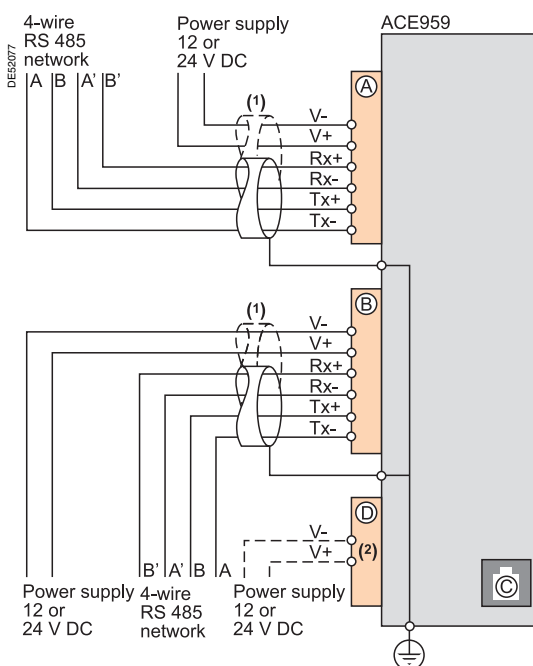 4-wire
RS 485
network
Power supply
12 or
24 V DC
ACE959
DE52077
A B A' B'
(1)
A
V-
V+
Rx+
Rx-
Tx+
Tx-
(1)
B
V-
V+
Rx+
Rx-
Tx+
Tx-
D
V-
V+
(2)
C
B' A' B A
Power supply
12 or
24 V DC
4-wire
RS 485
network
Power supply
12 or
24 V DC